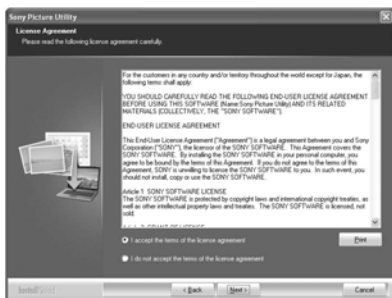 Sony Picture Utility
License Agreement
Please read the following license agreement carefully.
For the customers in any country and/or territory throughout the world except for Japan, the
following terms shall apply:
YOU SHOULD CAREFULLY READ THE FOLLOWING END-USER LICENSE AGREEMENT
BEFORE USING THIS SOFTWARE (Name:Sony Picture Utility) AND ITS RELATED
MATERIALS (COLLECTIVELY, THE "SONY SOFTWARE").
END-USER LICENSE AGREEMENT
This End-User License Agreement ("Agreement") is a legal agreement between you and Sony
Corporation ("SONY"), the licensor of the SONY SOFTWARE. This Agreement covers the
SONY SOFTWARE. By installing the SONY SOFTWARE in your personal computer, you
agree to be bound by the terms of this Agreement. If you do not agree to the terms of this
Agreement, SONY is unwilling to license the SONY SOFTWARE to you. In such event, you
should not install, copy or use the SONY SOFTWARE.
Article 1 SONY SOFTWARE LICENSE
The SONY SOFTWARE is protected by copyright laws and international copyright treaties, as
well as other intellectual property laws and treaties. The SONY SOFTWARE is licensed, not
sold.
I accept the terms of the license agreement
Print
I do not accept the terms of the license agreement
InstallShield
< Back
Next >
Cancel